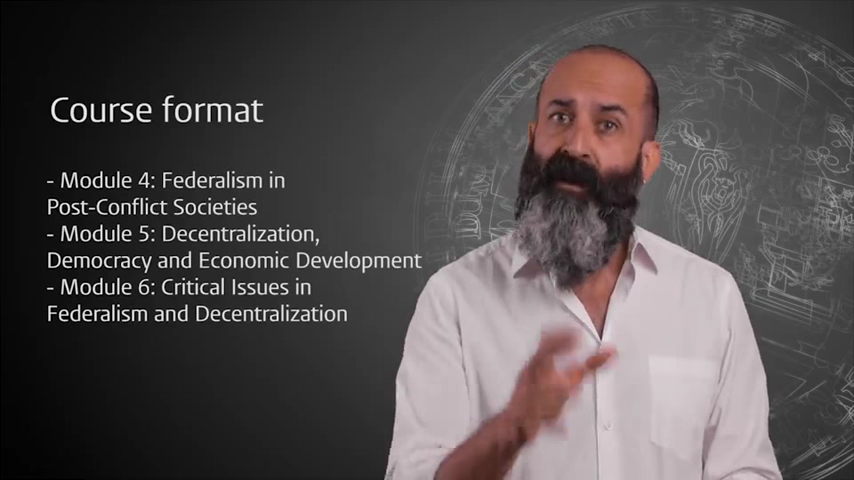 Course format
- Module 4: Federalism in
Post-Conflict Societies
- Module 5: Decentralization,
Democracy and Economic Development
- Module 6: Critical Issues in
Federalism and Decentralization